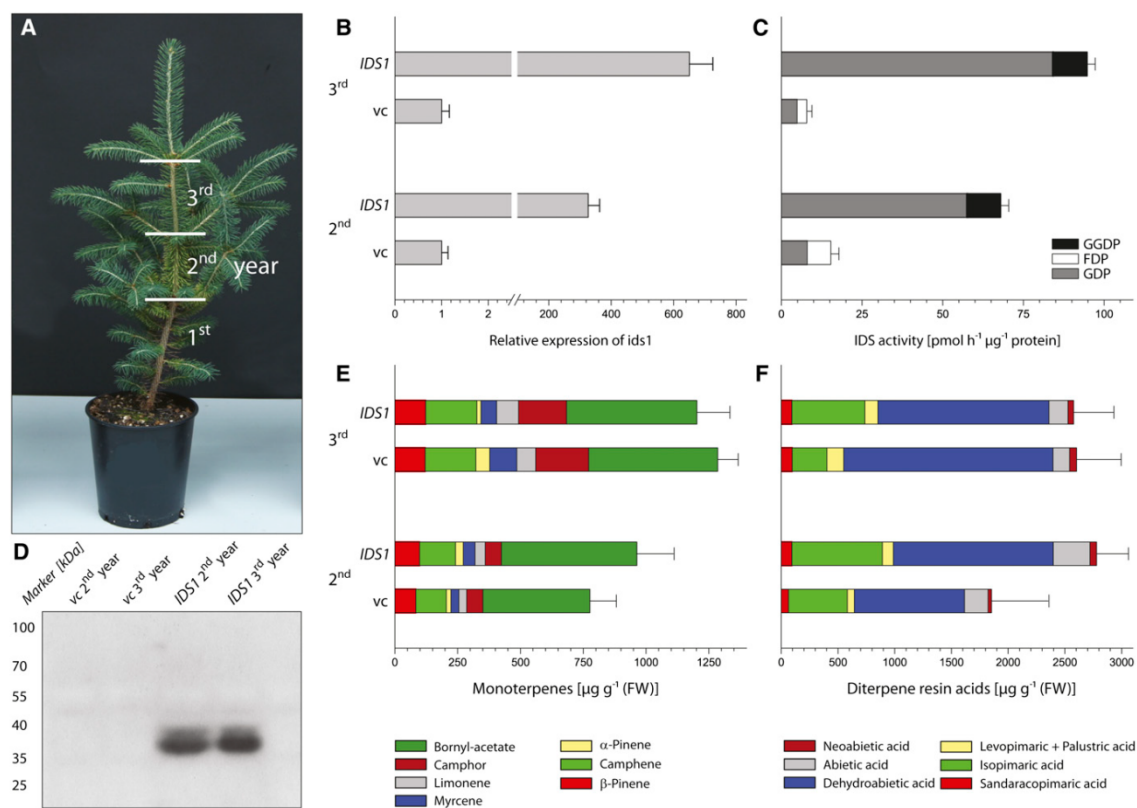 A
3rd
2nd
year
1st
B
3rd
IDS1
vc
2nd
IDS1
vc
0 1 2 200 400 600 800
Relative expression of ids1
C
GGDP
FDP
GDP
0 25 50 75 100
IDS activity [pmol h-1 µg-1 protein]
D
Marker [kDa]
vc 2nd year
vc 3rd year
IDS1 2nd year
IDS1 3rd year
100
70
55
40
35
25
E
3rd
IDS1
vc
2nd
IDS1
vc
0 250 500 750 1000 1250
Monoterpenes [µg g-1 (FW)]
Bornyl-acetate
Camphor
Limonene
Myrcene
α-Pinene
Camphene
β-Pinene
F
0 500 1000 1500 2000 2500 3000
Diterpene resin acids [µg g-1 (FW)]
Neoabietic acid
Abietic acid
Dehydroabietic acid
Levopimaric + Palustric acid
Isopimaric acid
Sandaracopimaric acid